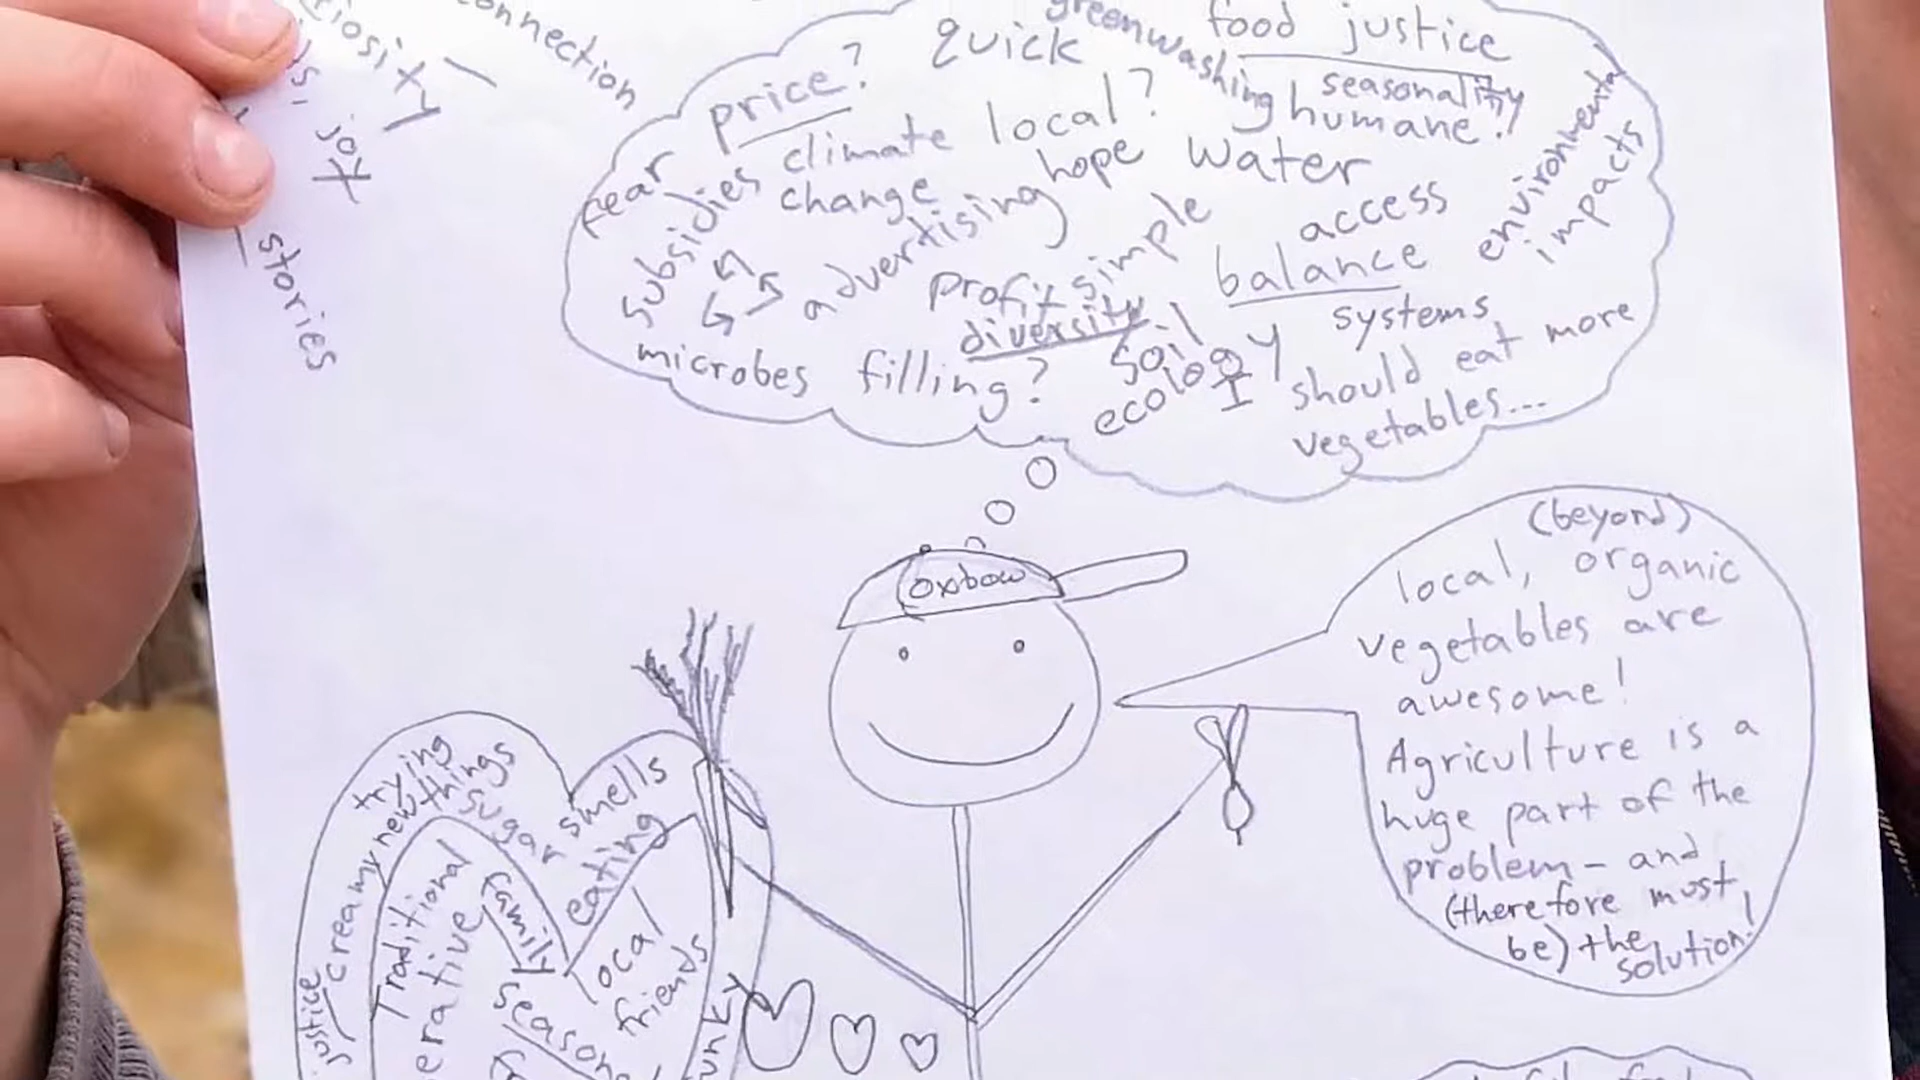 connection
joy
stories
greenwashing
food justice
quick
price?
seasonality
humane?
local?
climate
change
hope
water
fear
subsidies
advertising
environmental
impacts
access
simple
profit
balance
diversity
systems
soil
ecology
microbes
filling?
I should eat more
vegetables...
oxbow
(beyond)
local, organic
vegetables are
awesome!
Agriculture is a
huge part of the
problem - and
(therefore must
be) the
solution!
trying
new things
sugar
smells
eating
creamy
justice
Traditional
family
local
friends